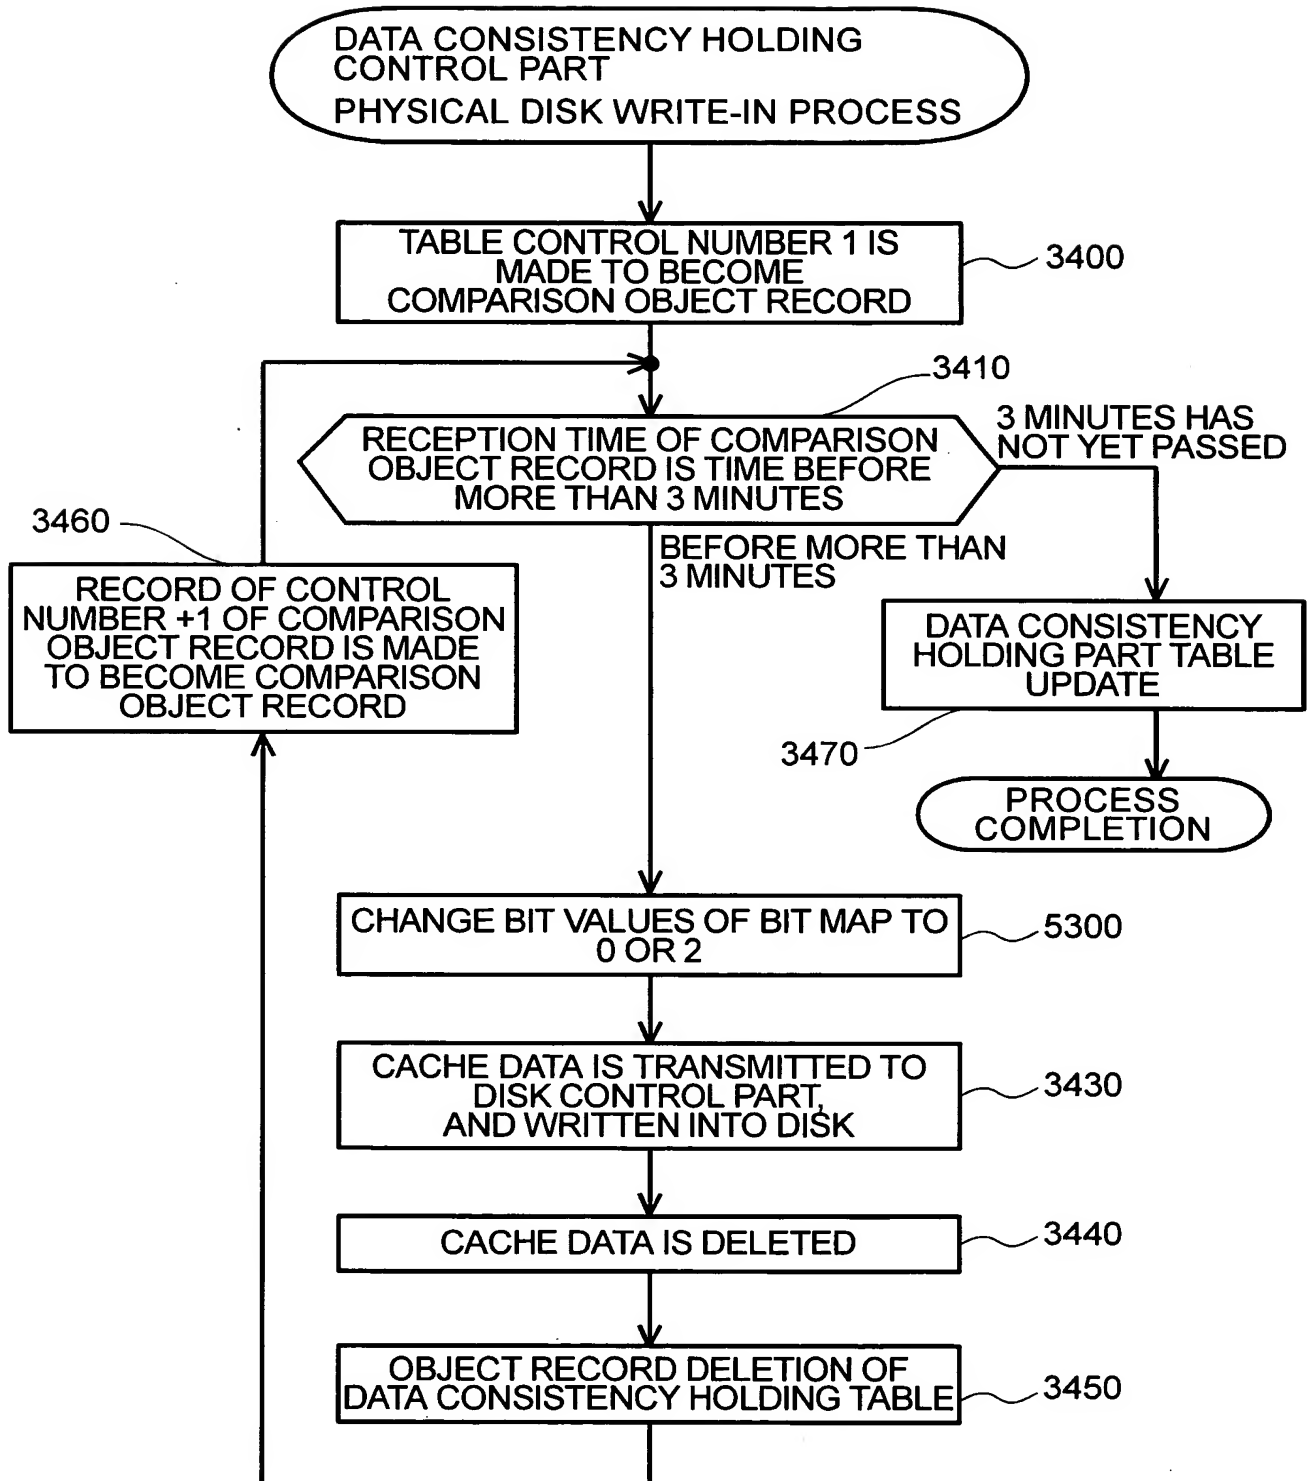 DATA CONSISTENCY HOLDING
CONTROL PART
PHYSICAL DISK WRITE-IN PROCESS
TABLE CONTROL NUMBER 1 IS
MADE TO BECOME
COMPARISON OBJECT RECORD
3400
3410
RECEPTION TIME OF COMPARISON
OBJECT RECORD IS TIME BEFORE
MORE THAN 3 MINUTES
3 MINUTES HAS
NOT YET PASSED
3460
BEFORE MORE THAN
3 MINUTES
RECORD OF CONTROL
NUMBER +1 OF COMPARISON
OBJECT RECORD IS MADE
TO BECOME COMPARISON
OBJECT RECORD
DATA CONSISTENCY
HOLDING PART TABLE
UPDATE
3470
PROCESS
COMPLETION
CHANGE BIT VALUES OF BIT MAP TO
0 OR 2
5300
CACHE DATA IS TRANSMITTED TO
DISK CONTROL PART,
AND WRITTEN INTO DISK
3430
CACHE DATA IS DELETED
3440
OBJECT RECORD DELETION OF
DATA CONSISTENCY HOLDING TABLE
3450